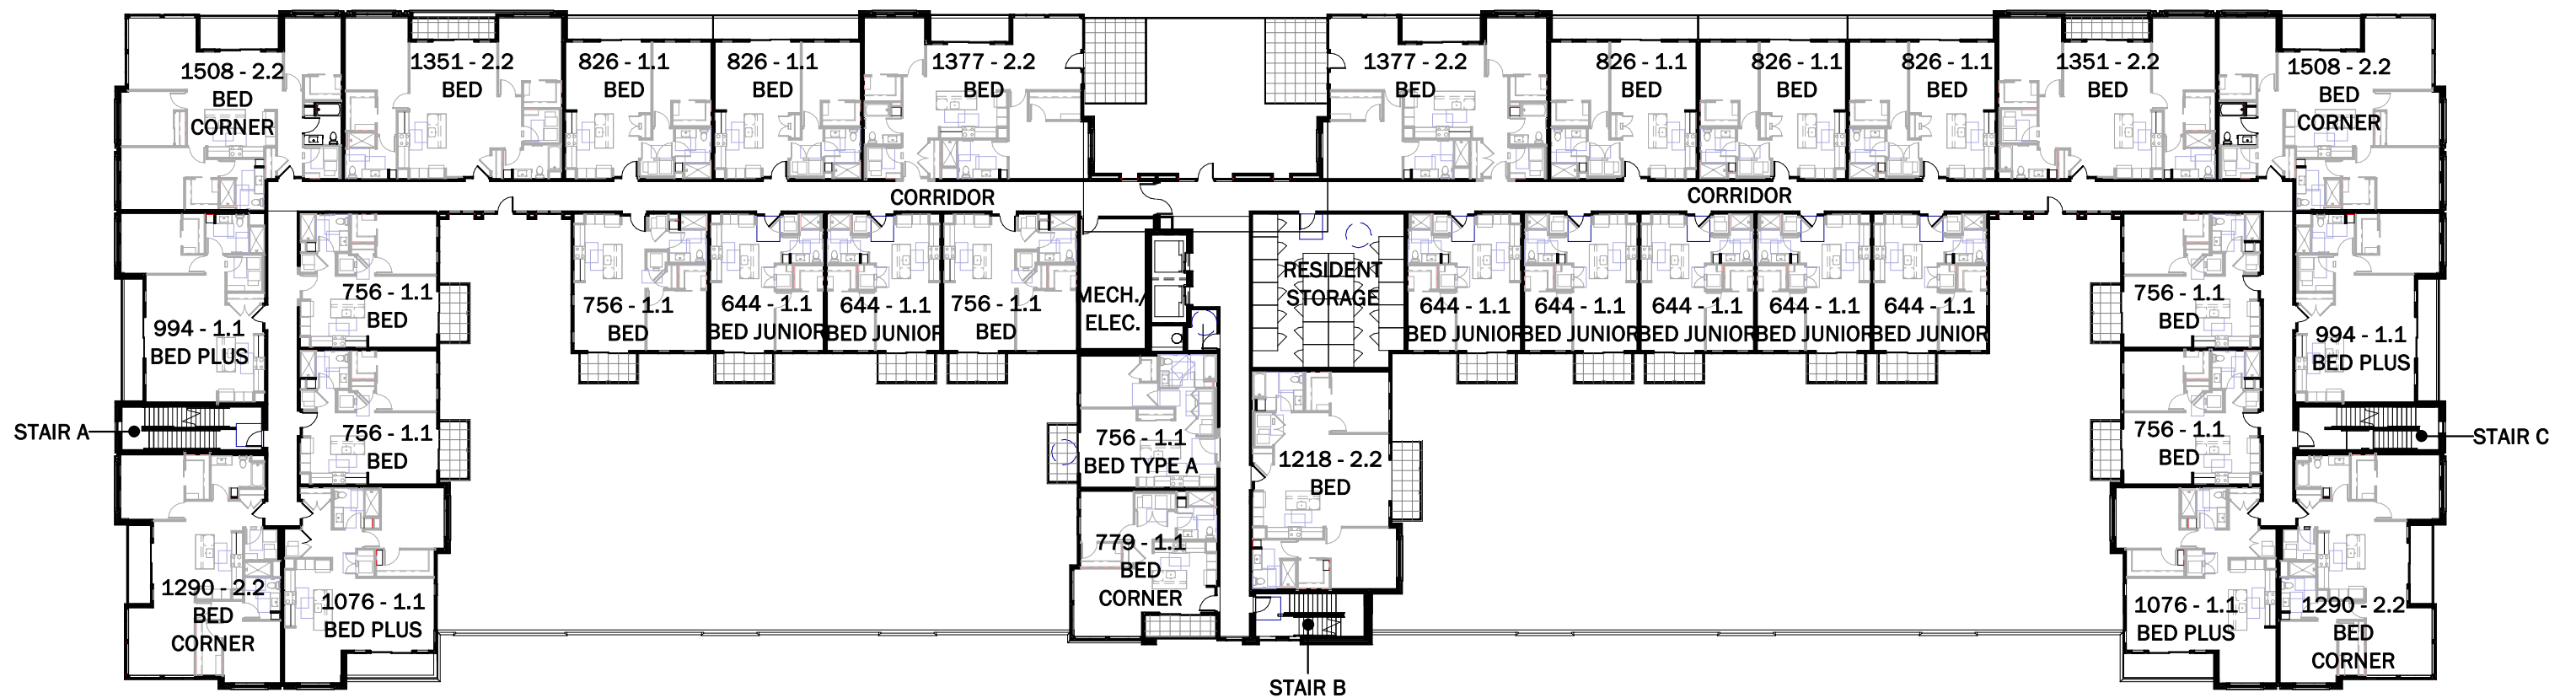 1508 - 2.2
BED
CORNER
1351 - 2.2
BED
826 - 1.1
BED
826 - 1.1
BED
1377 - 2.2
BED
1377 - 2.2
BED
826 - 1.1
BED
826 - 1.1
BED
826 - 1.1
BED
1351 - 2.2
BED
1508 - 2.2
BED
CORNER
CORRIDOR
CORRIDOR
994 - 1.1
BED PLUS
756 - 1.1
BED
756 - 1.1
BED
644 - 1.1
BED JUNIOR
644 - 1.1
BED JUNIOR
756 - 1.1
BED
MECH./
ELEC.
RESIDENT
STORAGE
644 - 1.1
BED JUNIOR
644 - 1.1
BED JUNIOR
644 - 1.1
BED JUNIOR
644 - 1.1
BED JUNIOR
644 - 1.1
BED JUNIOR
756 - 1.1
BED
994 - 1.1
BED PLUS
STAIR A
756 - 1.1
BED
756 - 1.1
BED TYPE A
1218 - 2.2
BED
756 - 1.1
BED
STAIR C
1290 - 2.2
BED
CORNER
1076 - 1.1
BED PLUS
779 - 1.1
BED
CORNER
1076 - 1.1
BED PLUS
1290 - 2.2
BED
CORNER
STAIR B